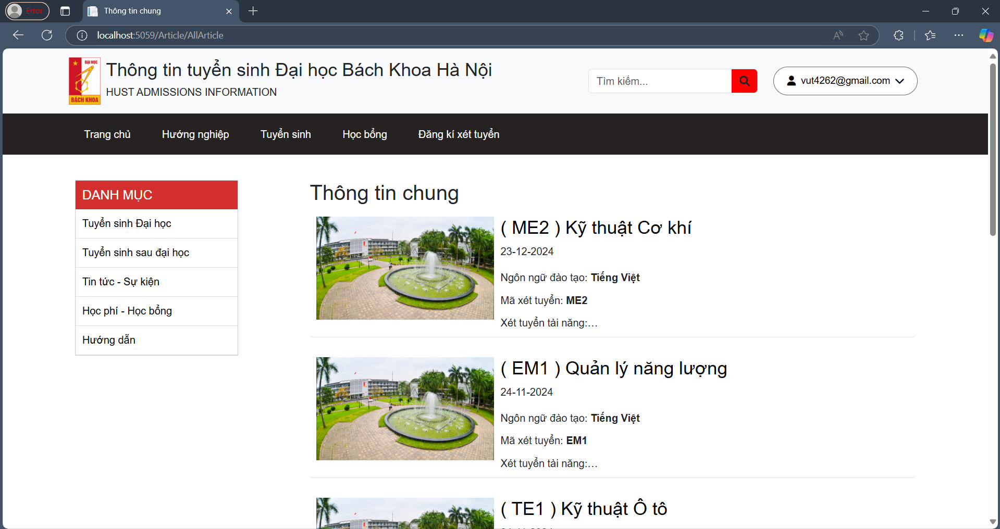 Error
Thông tin chung
localhost:5059/Article/AllArticle
ĐẠI HỌC
BÁCH KHOA
Thông tin tuyển sinh Đại học Bách Khoa Hà Nội
HUST ADMISSIONS INFORMATION
Tìm kiếm...
vut4262@gmail.com
Trang chủ
Hướng nghiệp
Tuyển sinh
Học bổng
Đăng kí xét tuyển
DANH MỤC
Tuyển sinh Đại học
Tuyển sinh sau đại học
Tin tức - Sự kiện
Học phí - Học bổng
Hướng dẫn
Thông tin chung
( ME2 ) Kỹ thuật Cơ khí
23-12-2024
Ngôn ngữ đào tạo: Tiếng Việt
Mã xét tuyển: ME2
Xét tuyển tài năng:…
( EM1 ) Quản lý năng lượng
24-11-2024
Ngôn ngữ đào tạo: Tiếng Việt
Mã xét tuyển: EM1
Xét tuyển tài năng:…
( TE1 ) Kỹ thuật Ô tô